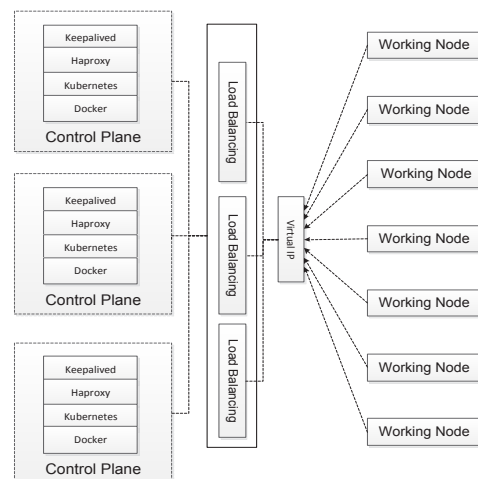 Keepalived
Haproxy
Kubernetes
Docker
Control Plane
Keepalived
Haproxy
Kubernetes
Docker
Control Plane
Keepalived
Haproxy
Kubernetes
Docker
Control Plane
Load Balancing
Load Balancing
Load Balancing
Virtual IP
Working Node
Working Node
Working Node
Working Node
Working Node
Working Node
Working Node